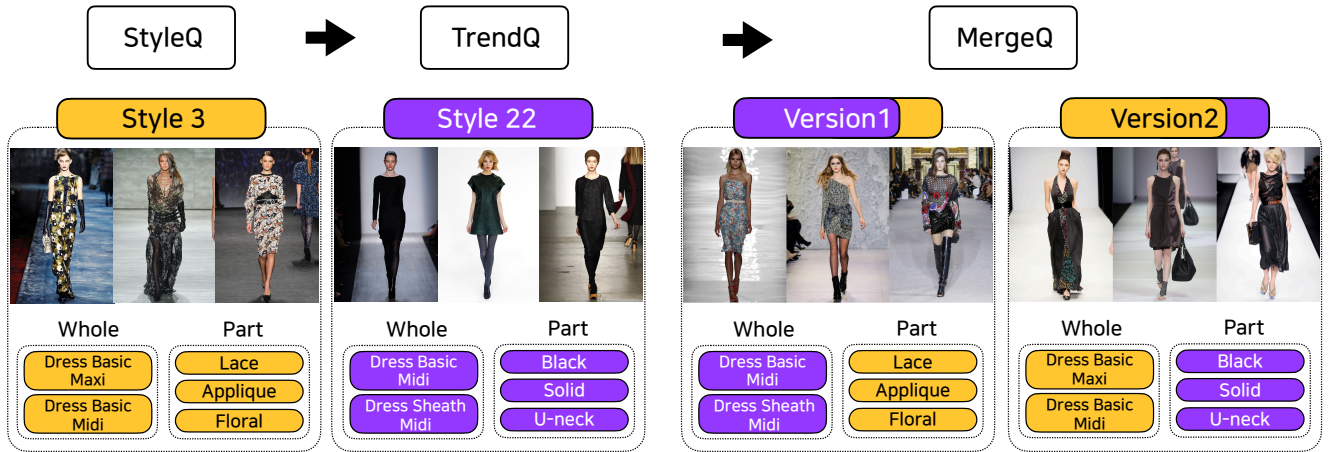 StyleQ
TrendQ
MergeQ
Style 3
Style 22
Version1
Version2
Whole
Part
Dress Basic
Maxi
Dress Basic
Midi
Lace
Applique
Floral
Whole
Part
Dress Basic
Midi
Dress Sheath
Midi
Black
Solid
U-neck
Whole
Part
Dress Basic
Midi
Dress Sheath
Midi
Lace
Applique
Floral
Whole
Part
Dress Basic
Maxi
Dress Basic
Midi
Black
Solid
U-neck